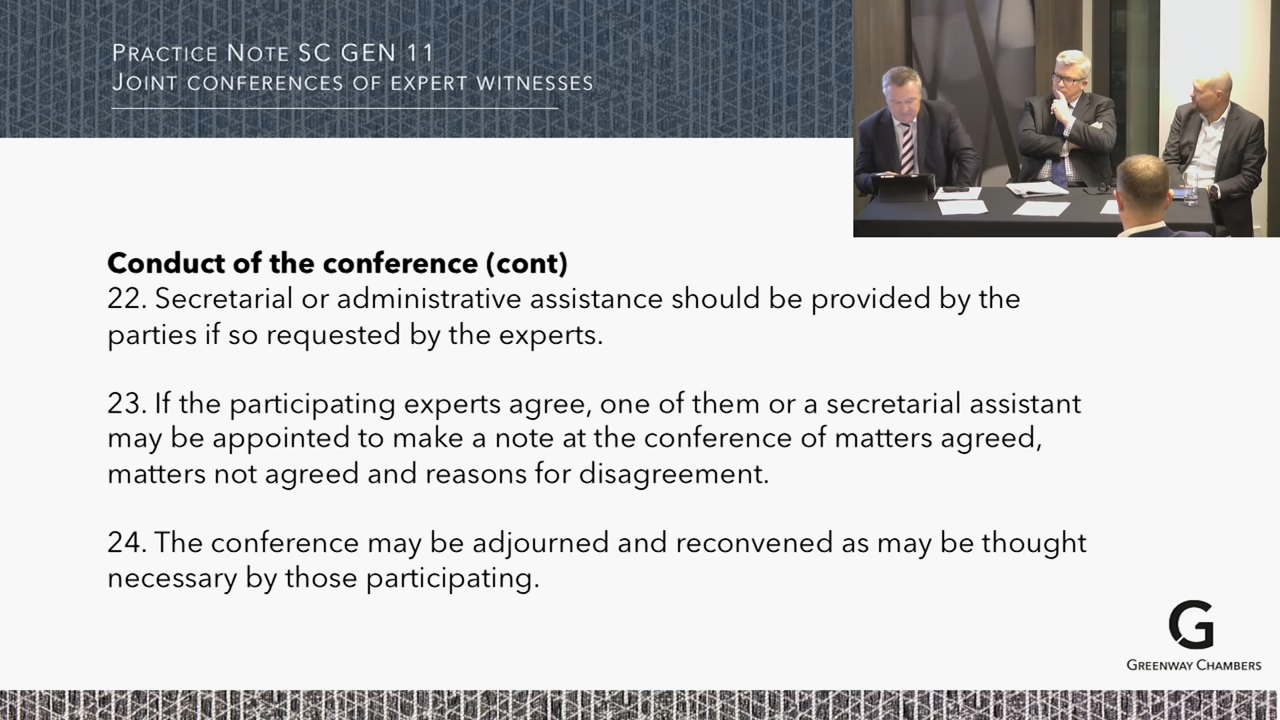 PRACTICE NOTE SC GEN 11
JOINT CONFERENCES OF EXPERT WITNESSES
Conduct of the conference (cont)
22. Secretarial or administrative assistance should be provided by the
parties if so requested by the experts.
23. If the participating experts agree, one of them or a secretarial assistant
may be appointed to make a note at the conference of matters agreed,
matters not agreed and reasons for disagreement.
24. The conference may be adjourned and reconvened as may be thought
necessary by those participating.
G
GREENWAY CHAMBERS